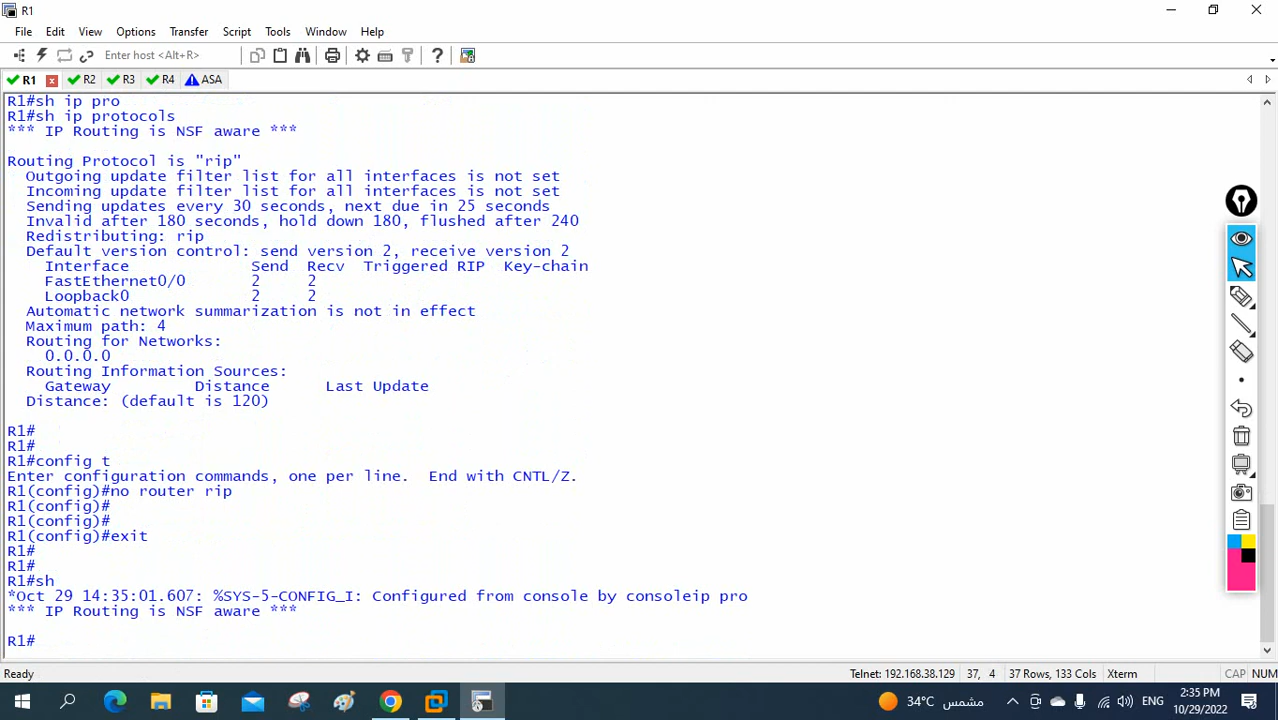 R1
File Edit View Options Transfer Script Tools Window Help
Enter host <Alt+R>
R1 R2 R3 R4 ASA
R1#sh ip pro
R1#sh ip protocols
*** IP Routing is NSF aware ***
Routing Protocol is "rip"
Outgoing update filter list for all interfaces is not set
Incoming update filter list for all interfaces is not set
Sending updates every 30 seconds, next due in 25 seconds
Invalid after 180 seconds, hold down 180, flushed after 240
Redistributing: rip
Default version control: send version 2, receive version 2
Interface Send Recv Triggered RIP Key-chain
FastEthernet0/0 2 2
Loopback0 2 2
Automatic network summarization is not in effect
Maximum path: 4
Routing for Networks:
0.0.0.0
Routing Information Sources:
Gateway Distance Last Update
Distance: (default is 120)
R1#
R1#
R1#config t
Enter configuration commands, one per line. End with CNTL/Z.
R1(config)#no router rip
R1(config)#
R1(config)#
R1(config)#exit
R1#
R1#
R1#sh
*Oct 29 14:35:01.607: %SYS-5-CONFIG_I: Configured from console by consoleip pro
*** IP Routing is NSF aware ***
R1#
Ready Telnet: 192.168.38.129 37, 4 37 Rows, 133 Cols Xterm CAP NUM
34°C مشمس ENG 2:35 PM
10/29/2022